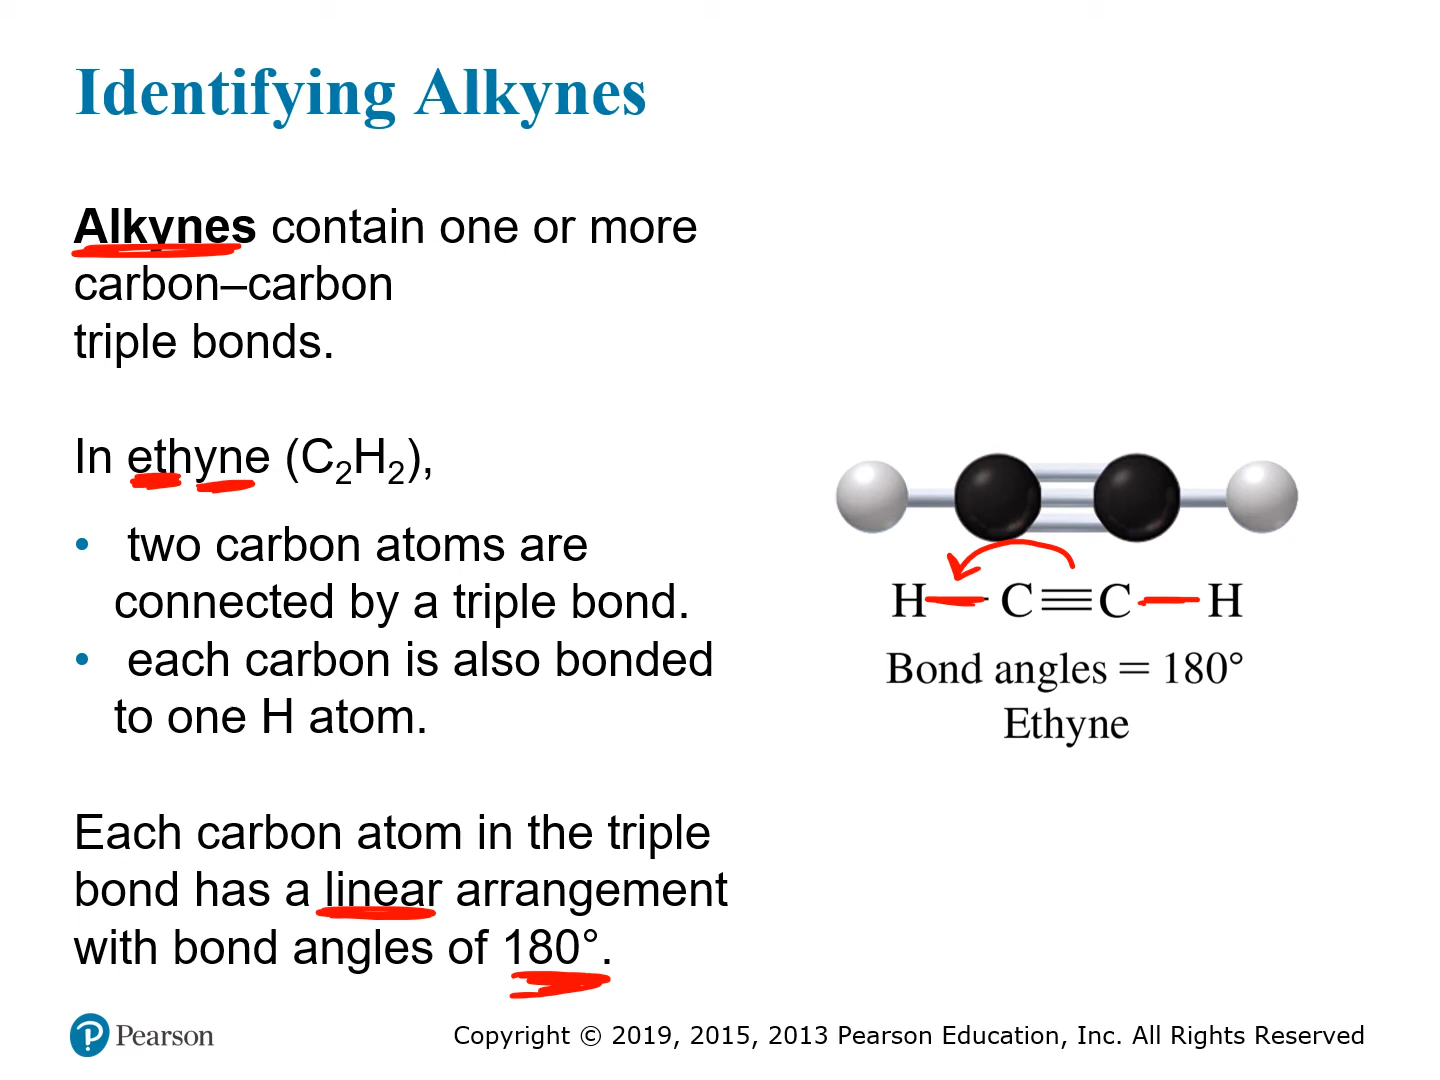 Identifying Alkynes
Alkynes contain one or more
carbon–carbon
triple bonds.
In ethyne (C₂H₂),
• two carbon atoms are
connected by a triple bond.
• each carbon is also bonded
to one H atom.
Each carbon atom in the triple
bond has a linear arrangement
with bond angles of 180°.
H—C≡C—H
Bond angles = 180°
Ethyne
Pearson
Copyright © 2019, 2015, 2013 Pearson Education, Inc. All Rights Reserved